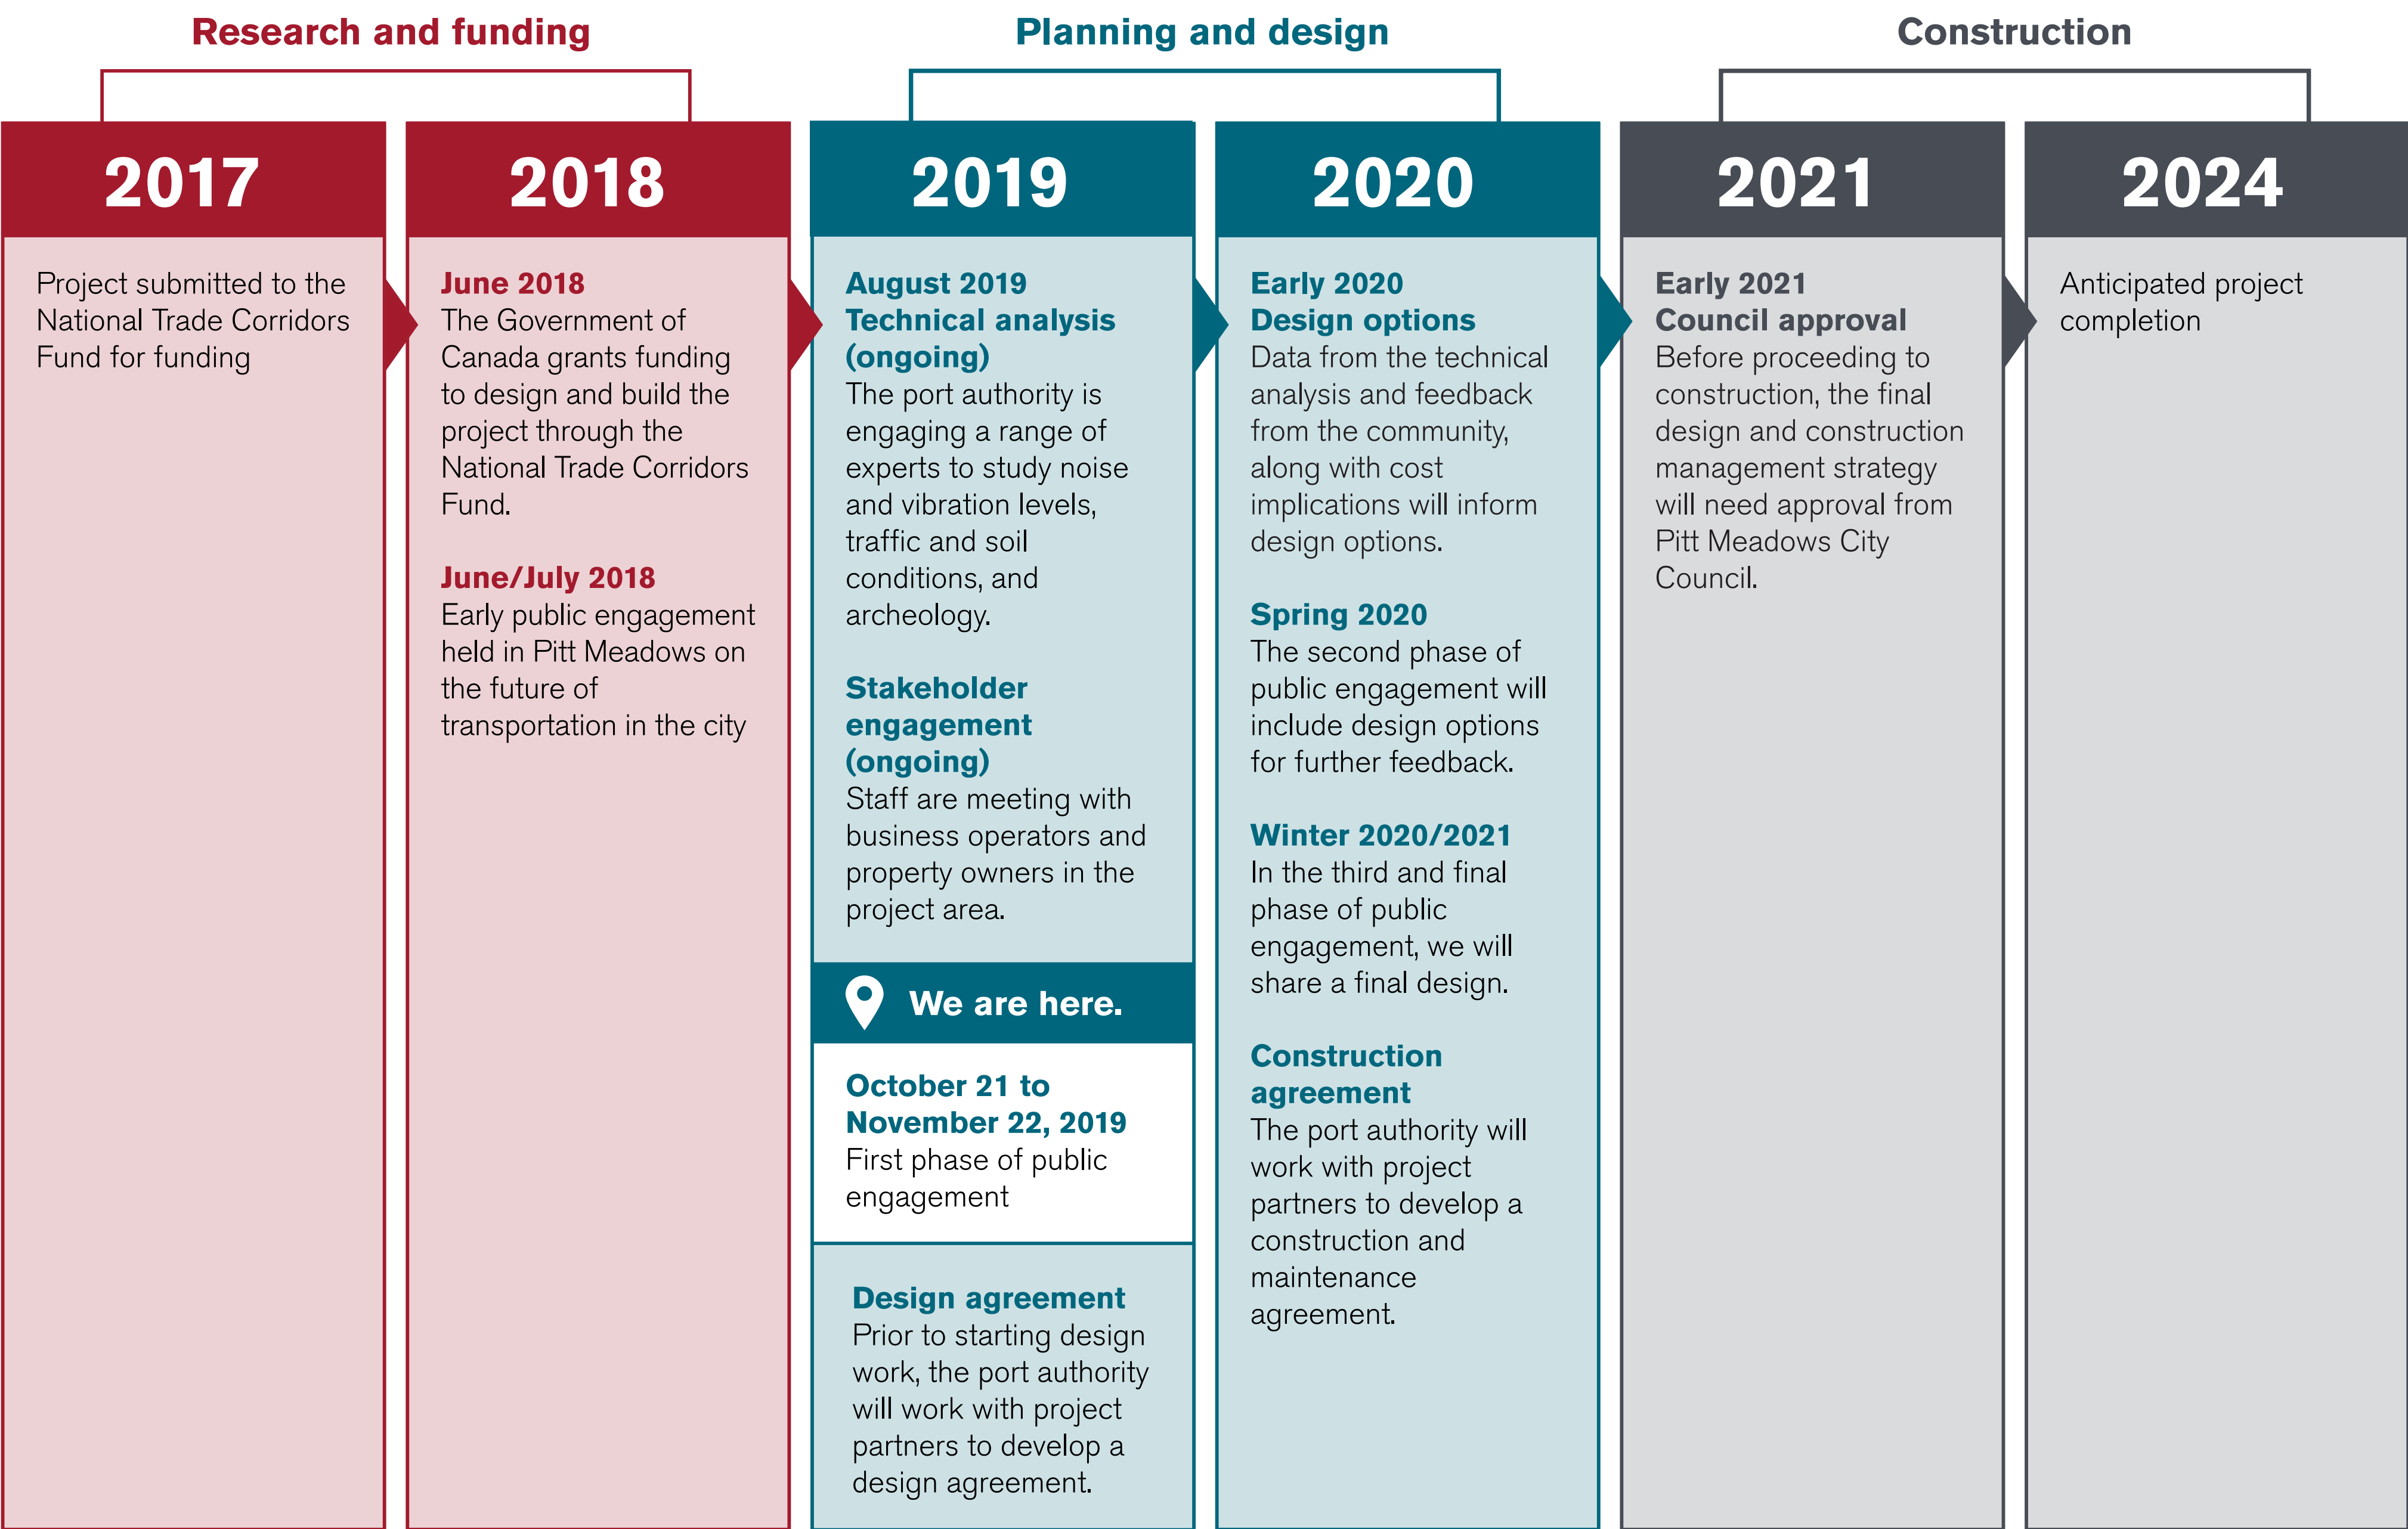 Research and funding
Planning and design
Construction
2017
Project submitted to the
National Trade Corridors
Fund for funding
2018
June 2018
The Government of
Canada grants funding
to design and build the
project through the
National Trade Corridors
Fund.
June/July 2018
Early public engagement
held in Pitt Meadows on
the future of
transportation in the city
2019
August 2019
Technical analysis
(ongoing)
The port authority is
engaging a range of
experts to study noise
and vibration levels,
traffic and soil
conditions, and
archeology.
Stakeholder
engagement
(ongoing)
Staff are meeting with
business operators and
property owners in the
project area.
We are here.
October 21 to
November 22, 2019
First phase of public
engagement
Design agreement
Prior to starting design
work, the port authority
will work with project
partners to develop a
design agreement.
2020
Early 2020
Design options
Data from the technical
analysis and feedback
from the community,
along with cost
implications will inform
design options.
Spring 2020
The second phase of
public engagement will
include design options
for further feedback.
Winter 2020/2021
In the third and final
phase of public
engagement, we will
share a final design.
Construction
agreement
The port authority will
work with project
partners to develop a
construction and
maintenance
agreement.
2021
Early 2021
Council approval
Before proceeding to
construction, the final
design and construction
management strategy
will need approval from
Pitt Meadows City
Council.
2024
Anticipated project
completion